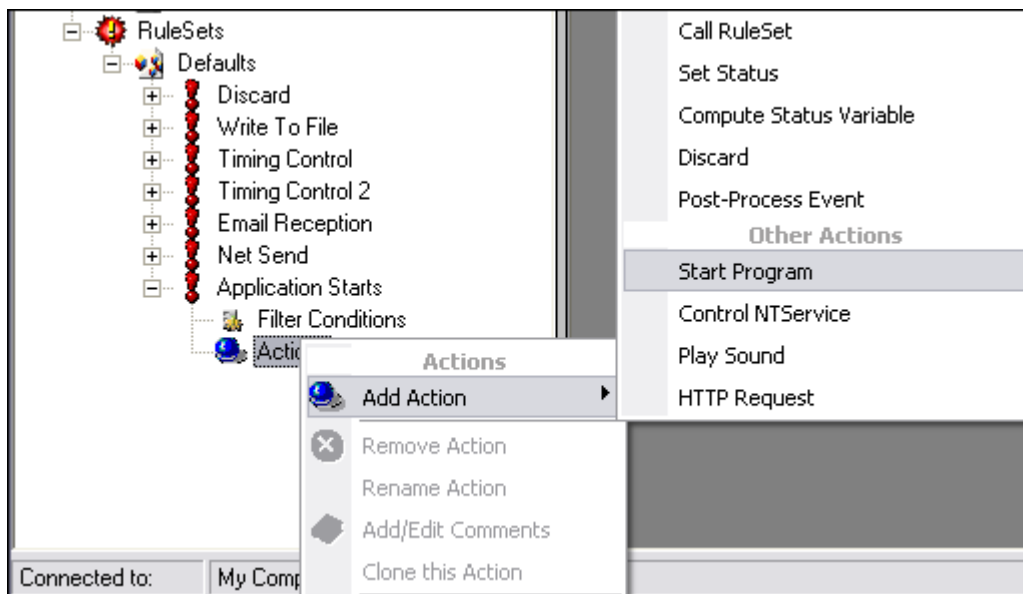 RuleSets
Defaults
Discard
Write To File
Timing Control
Timing Control 2
Email Reception
Net Send
Application Starts
Filter Conditions
Actions
Add Action
Remove Action
Rename Action
Add/Edit Comments
Clone this Action
Call RuleSet
Set Status
Compute Status Variable
Discard
Post-Process Event
Other Actions
Start Program
Control NTService
Play Sound
HTTP Request
Connected to:
My Comp